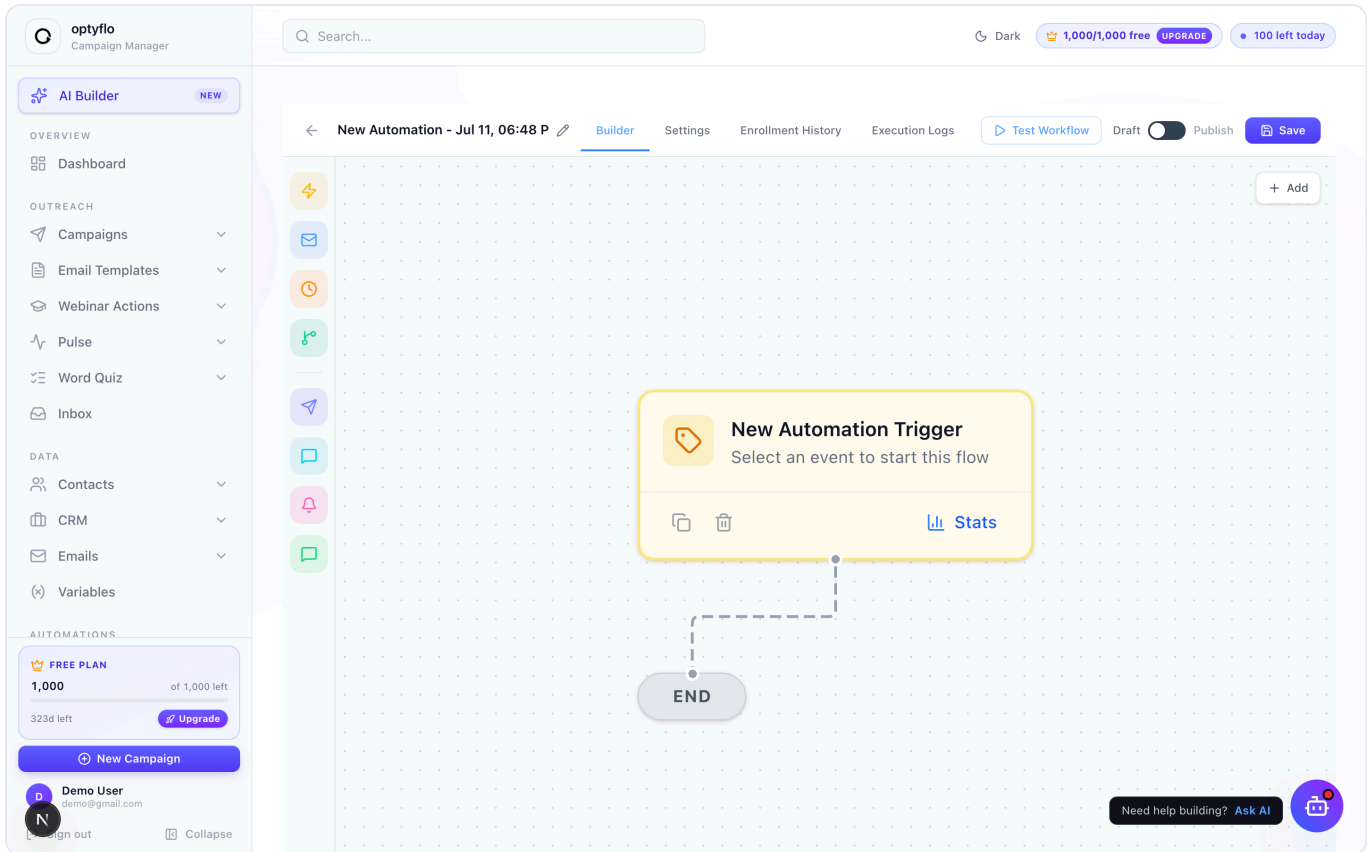 optyflo
Campaign Manager
Search...
Dark
1,000/1,000 free UPGRADE
100 left today
AI Builder NEW
OVERVIEW
Dashboard
OUTREACH
Campaigns
Email Templates
Webinar Actions
Pulse
Word Quiz
Inbox
DATA
Contacts
CRM
Emails
Variables
AUTOMATIONS
FREE PLAN
1,000 of 1,000 left
323d left Upgrade
New Campaign
D
Demo User
demo@gmail.com
N
out
Collapse
New Automation - Jul 11, 06:48 P
Builder
Settings
Enrollment History
Execution Logs
Test Workflow
Draft
Publish
Save
Add
New Automation Trigger
Select an event to start this flow
Stats
END
Need help building? Ask AI